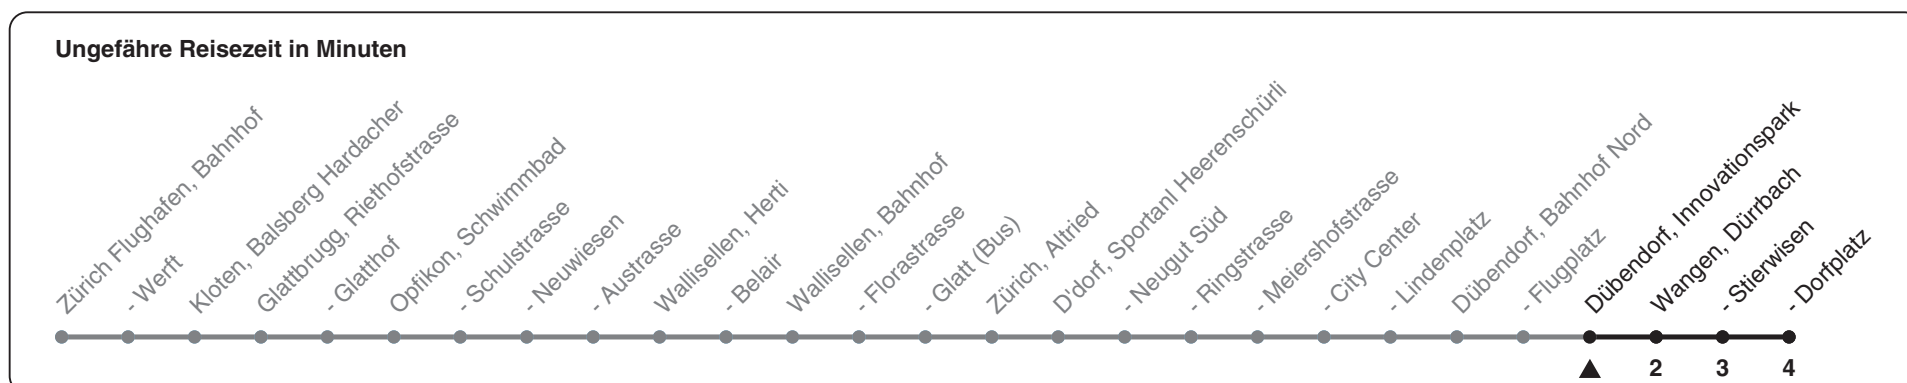 Ungefähre Reisezeit in Minuten
Zürich Flughafen, Bahnhof
- Werft
Kloten, Balsberg Hardacher
Glattbrugg, Riethofstrasse
- Glatthof
Opfikon, Schwimmbad
- Schulstrasse
- Neuwiesen
- Austrasse
Wallisellen, Herti
- Belair
Wallisellen, Bahnhof
- Florastrasse
- Glatt (Bus)
Zürich, Altried
D'dorf, Sportanl Heerenschürli
- Neugut Süd
- Ringstrasse
- Meiershofstrasse
- City Center
- Lindenplatz
Dübendorf, Bahnhof Nord
- Flugplatz
Dübendorf, Innovationspark
Wangen, Dürrbach
- Stierwisen
- Dorfplatz
2 3 4